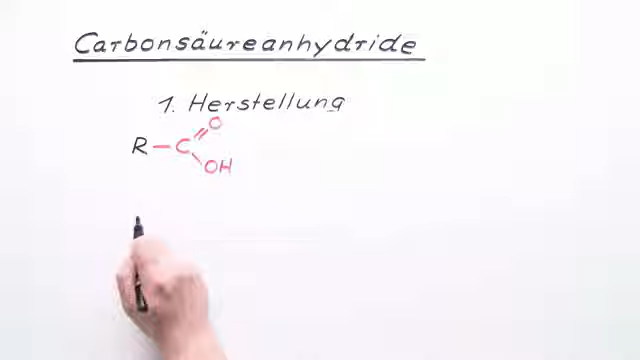 Carbonsäureanhydride
1. Herstellung
O
R — C
OH